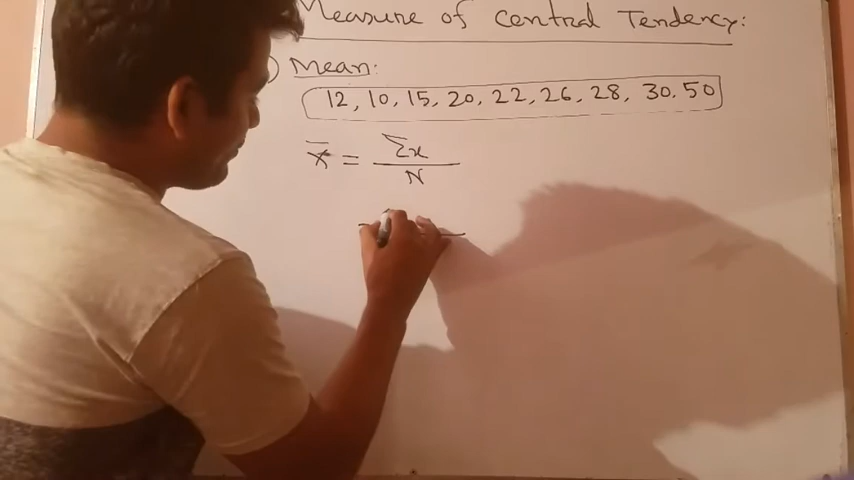 Measure of Central Tendency:
) Mean:
12, 10, 15, 20, 22, 26, 28, 30. 50
x̄ = Σx / N